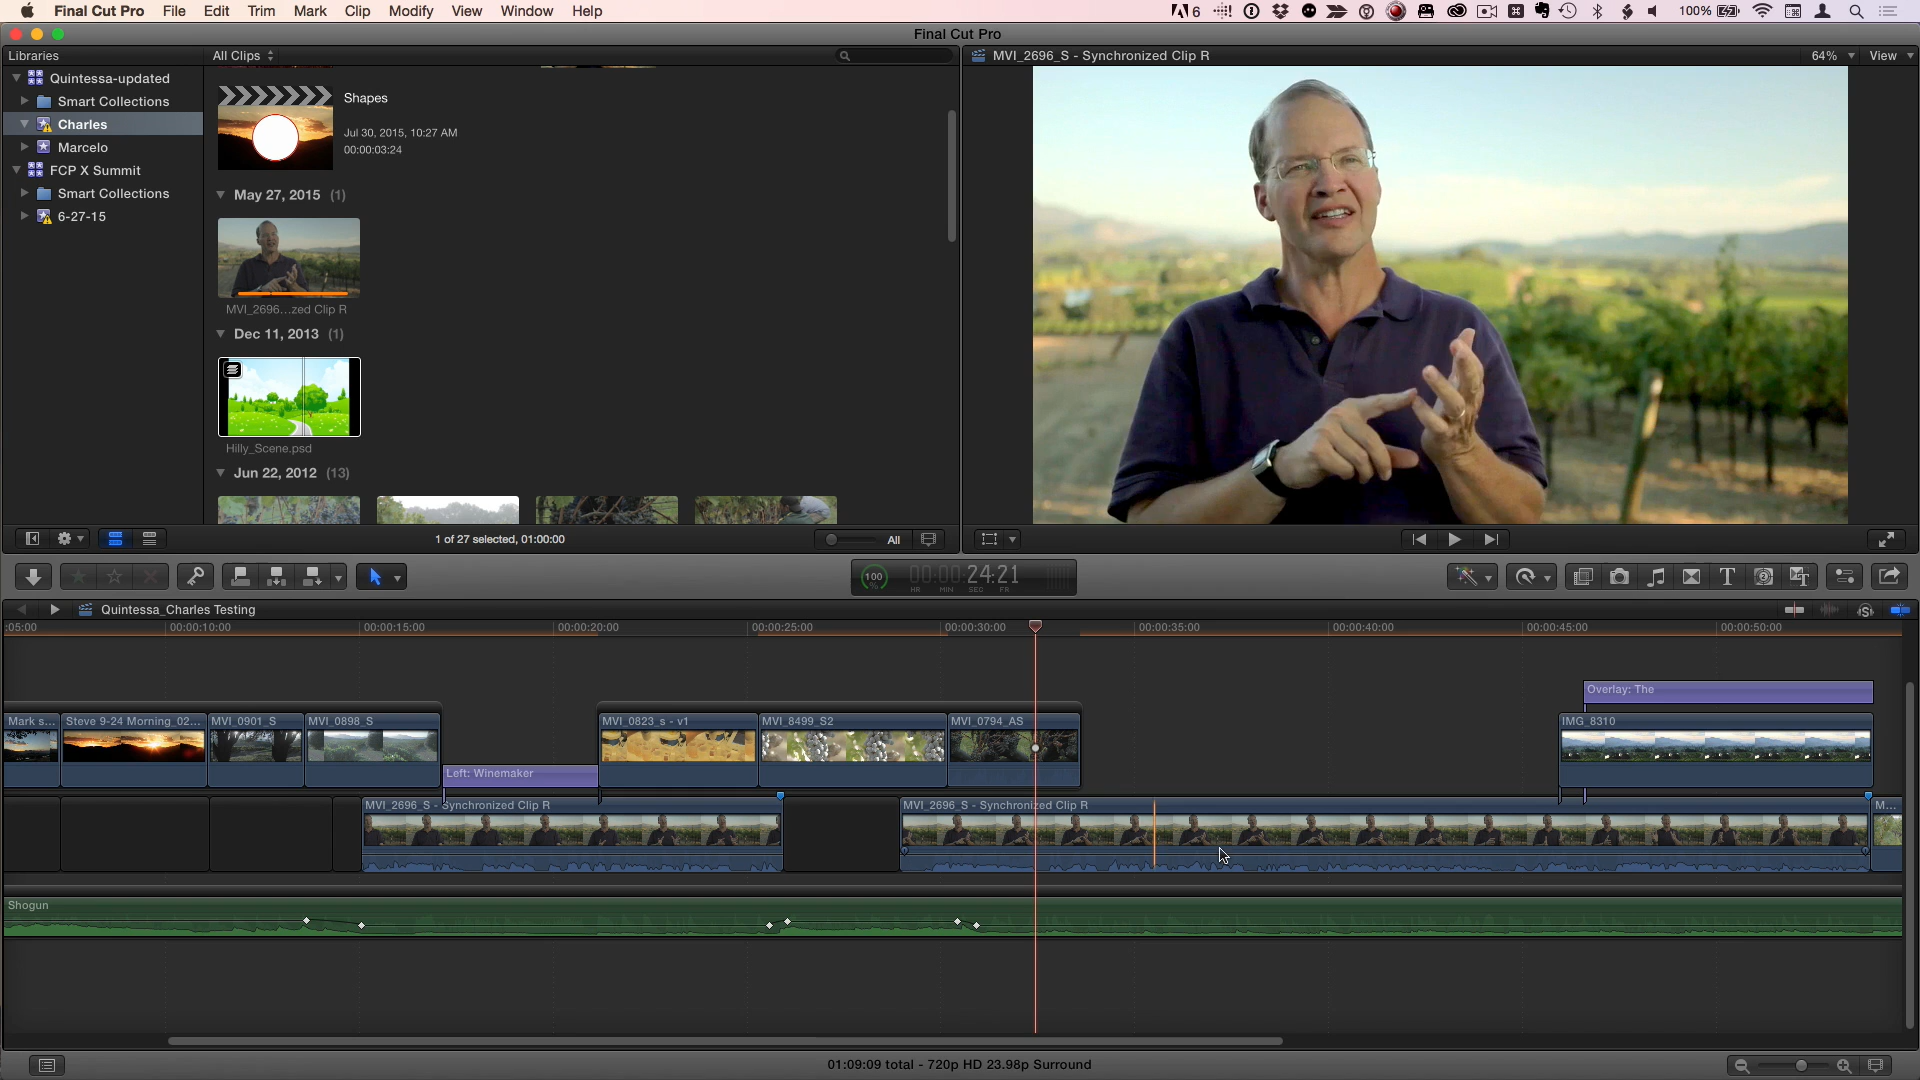 Final Cut Pro File Edit Trim Mark Clip Modify View Window Help 6 100%
Final Cut Pro
Libraries
All Clips
MVI_2696_S - Synchronized Clip R
64% View
Quintessa-updated
Smart Collections
Charles
Marcelo
FCP X Summit
Smart Collections
6-27-15
Shapes
Jul 30, 2015, 10:27 AM
00:00:03:24
May 27, 2015 (1)
MVI_2696...zed Clip R
Dec 11, 2013 (1)
Hilly_Scene.psd
Jun 22, 2012 (13)
1 of 27 selected, 01:00:00
All
100 % 00:00:24:21
HR MIN SEC FR
Quintessa_Charles Testing
:05:00 00:00:10:00 00:00:15:00 00:00:20:00 00:00:25:00 00:00:30:00 00:00:35:00 00:00:40:00 00:00:45:00 00:00:50:00
Overlay: The
Mark s... Steve 9-24 Morning_02... MVI_0901_S MVI_0898_S MVI_0823_s - v1 MVI_8499_S2 MVI_0794_AS IMG_8310
Left: Winemaker
MVI_2696_S - Synchronized Clip R MVI_2696_S - Synchronized Clip R M...
Shogun
01:09:09 total - 720p HD 23.98p Surround